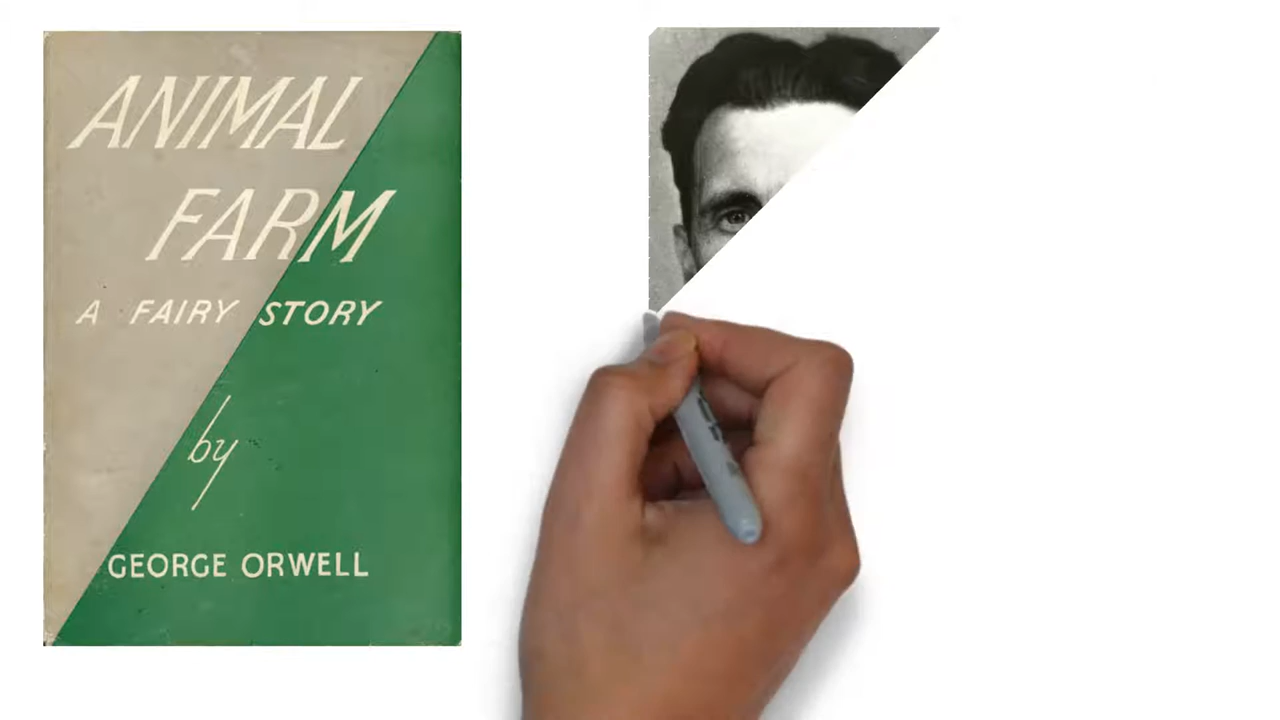 ANIMAL
FARM
A FAIRY STORY
by
GEORGE ORWELL